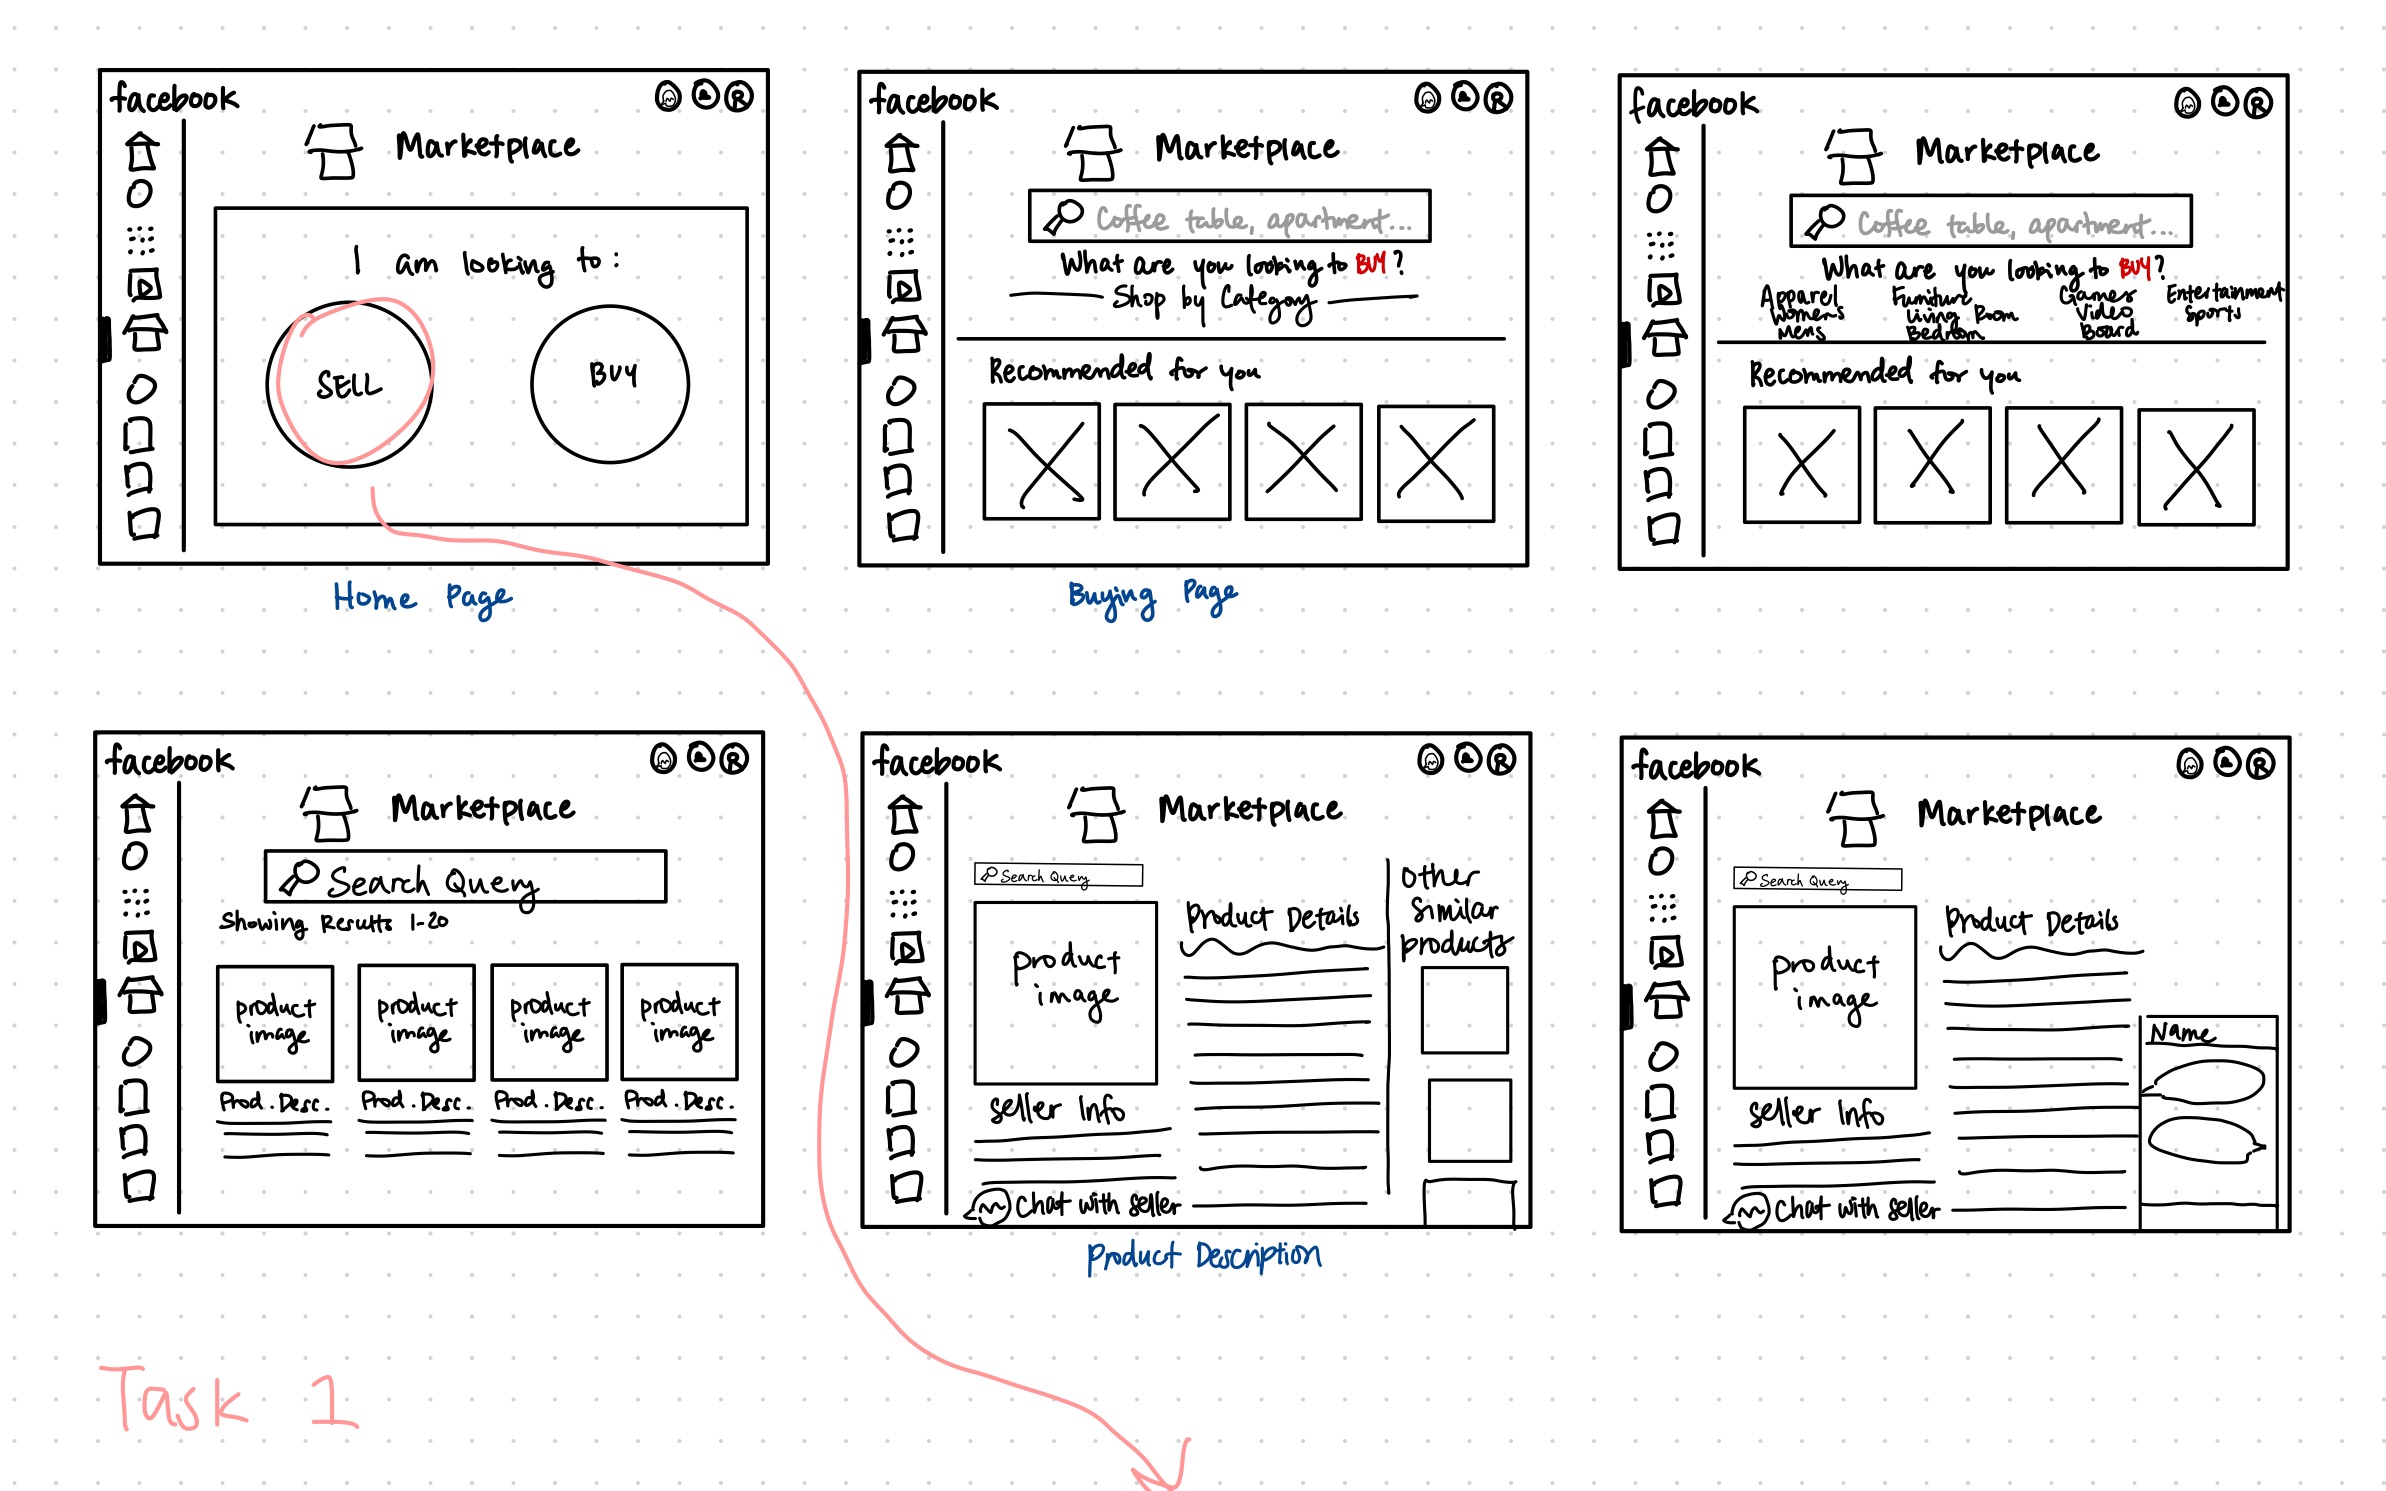 facebook
Marketplace
I am looking to:
SELL
BUY
Home Page
facebook
Marketplace
Coffee table, apartment...
What are you looking to BUY?
Shop by Category
Recommended for you
Buying Page
facebook
Marketplace
Coffee table, apartment...
What are you looking to BUY?
Apparel
Womens
Mens
Furniture
Living Room
Bedroom
Games
Video
Board
Entertainment
Sports
Recommended for you
facebook
Marketplace
Search Query
Showing Results 1-20
product
image
product
image
product
image
product
image
Prod. Desc.
Prod. Desc.
Prod. Desc.
Prod. Desc.
facebook
Marketplace
Search Query
product
image
Product Details
other
similar
products
Seller Info
Chat with Seller
Product Description
facebook
Marketplace
Search Query
product
image
Product Details
Name
Seller Info
Chat with Seller
Task 1